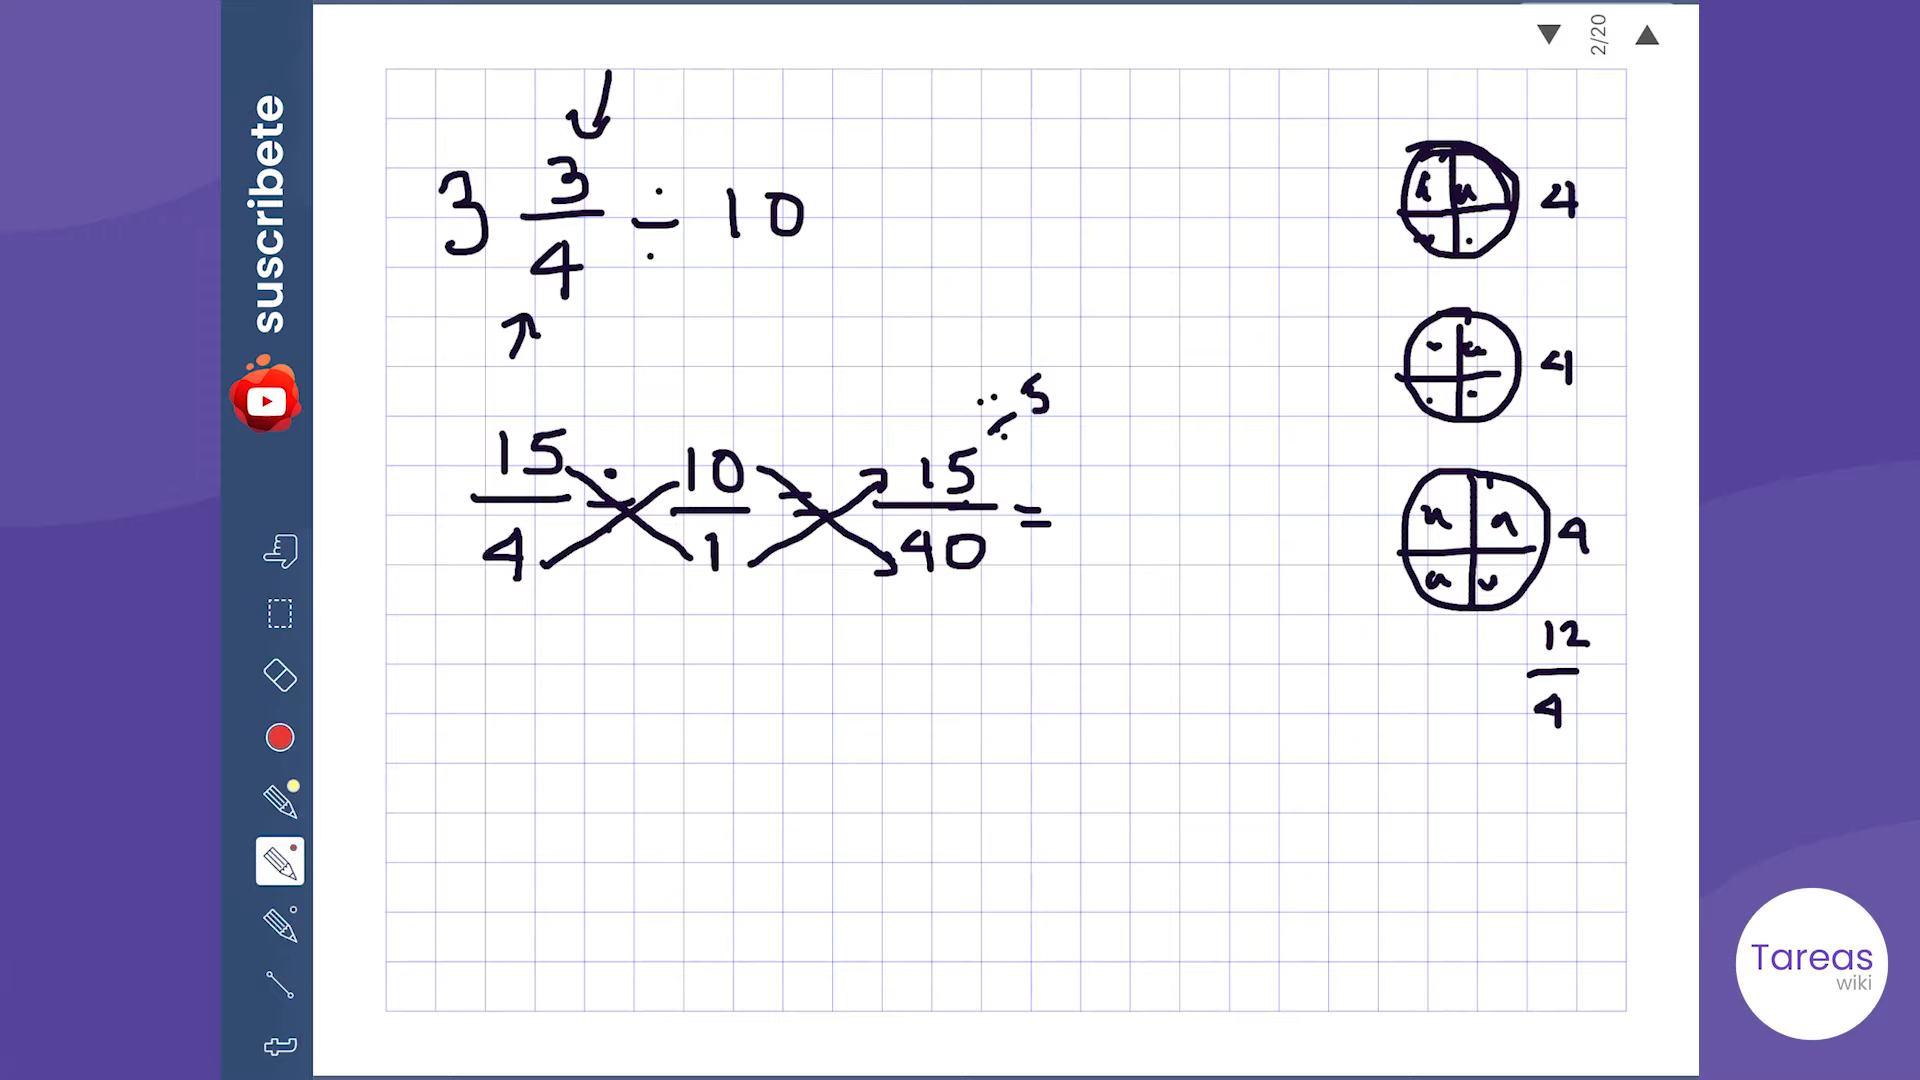 2/20
suscribete
3 3/4 ÷ 10
4
4
÷ 5
15/4 ÷ 10/1 = 15/40 =
4
12/4
Tareas
wiki